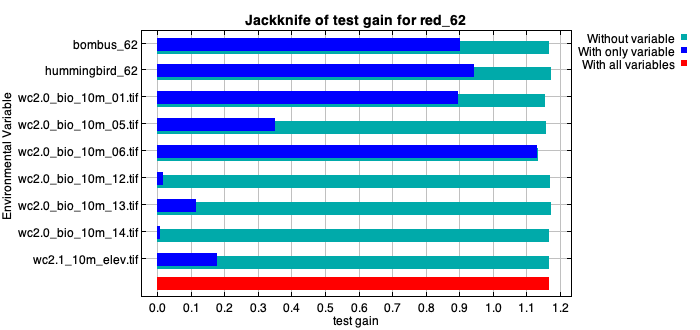 Jackknife of test gain for red_62
Without variable
With only variable
With all variables
Environmental Variable
bombus_62
hummingbird_62
wc2.0_bio_10m_01.tif
wc2.0_bio_10m_05.tif
wc2.0_bio_10m_06.tif
wc2.0_bio_10m_12.tif
wc2.0_bio_10m_13.tif
wc2.0_bio_10m_14.tif
wc2.1_10m_elev.tif
0.0 0.1 0.2 0.3 0.4 0.5 0.6 0.7 0.8 0.9 1.0 1.1 1.2
test gain